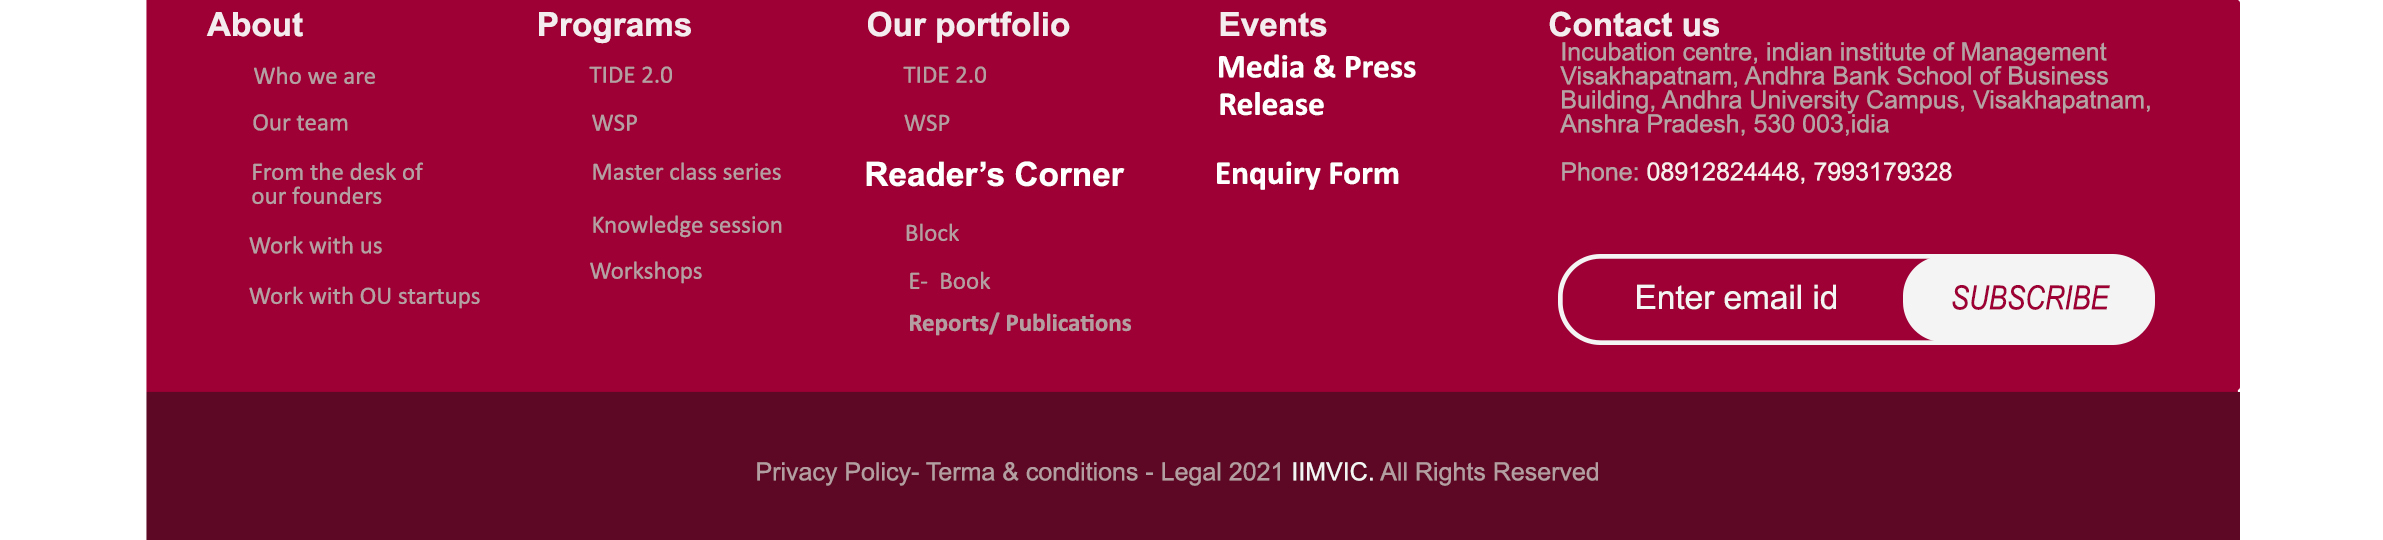 About
Who we are
Our team
From the desk of
our founders
Work with us
Work with OU startups
Programs
TIDE 2.0
WSP
Master class series
Knowledge session
Workshops
Our portfolio
TIDE 2.0
WSP
Reader's Corner
Block
E- Book
Reports/ Publications
Events
Media & Press
Release
Enquiry Form
Contact us
Incubation centre, indian institute of Management
Visakhapatnam, Andhra Bank School of Business
Building, Andhra University Campus, Visakhapatnam,
Anshra Pradesh, 530 003,idia
Phone: 08912824448, 7993179328
Enter email id
SUBSCRIBE
Privacy Policy- Terma & conditions - Legal 2021 IIMVIC. All Rights Reserved